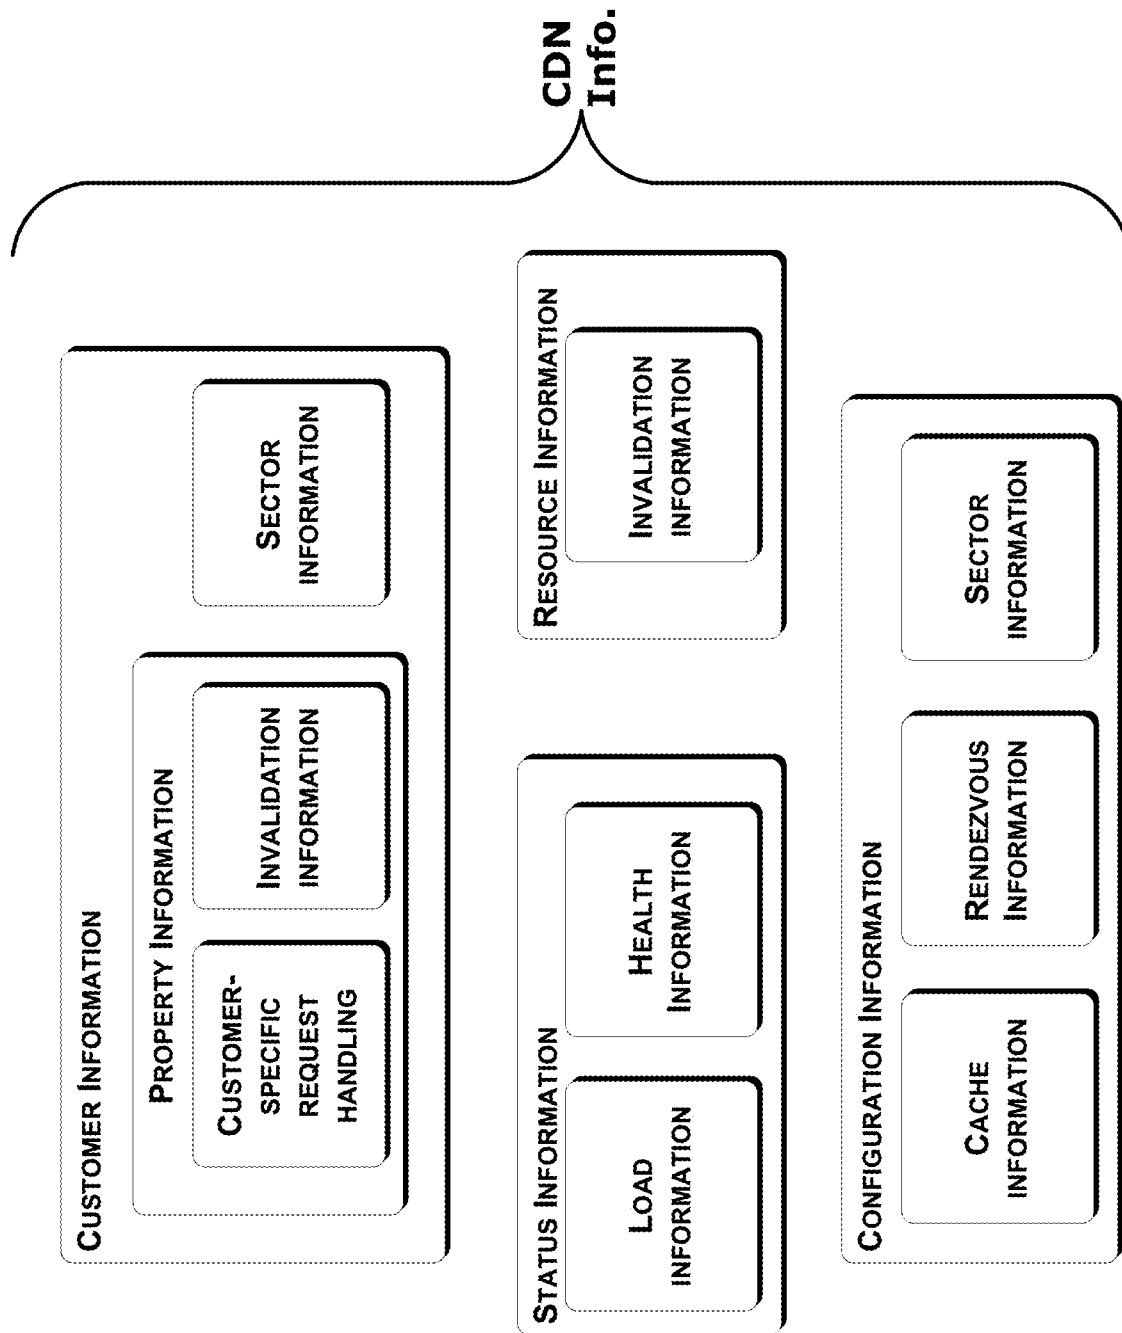 CUSTOMER INFORMATION
PROPERTY INFORMATION
CUSTOMER-
SPECIFIC
REQUEST
HANDLING
INVALIDATION
INFORMATION
SECTOR
INFORMATION
STATUS INFORMATION
LOAD
INFORMATION
HEALTH
INFORMATION
RESOURCE INFORMATION
INVALIDATION
INFORMATION
CONFIGURATION INFORMATION
CACHE
INFORMATION
RENDEZVOUS
INFORMATION
SECTOR
INFORMATION
CDN
Info.